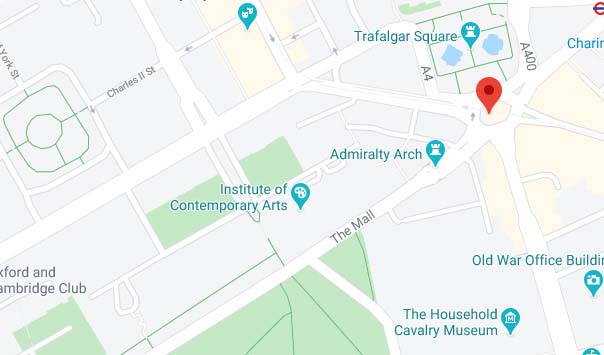 Trafalgar Square
A400
Charin
A4
York St
Charles II St
Admiralty Arch
Institute of
Contemporary Arts
The Mall
Old War Office Buildin
xford and
ambridge Club
The Household
Cavalry Museum